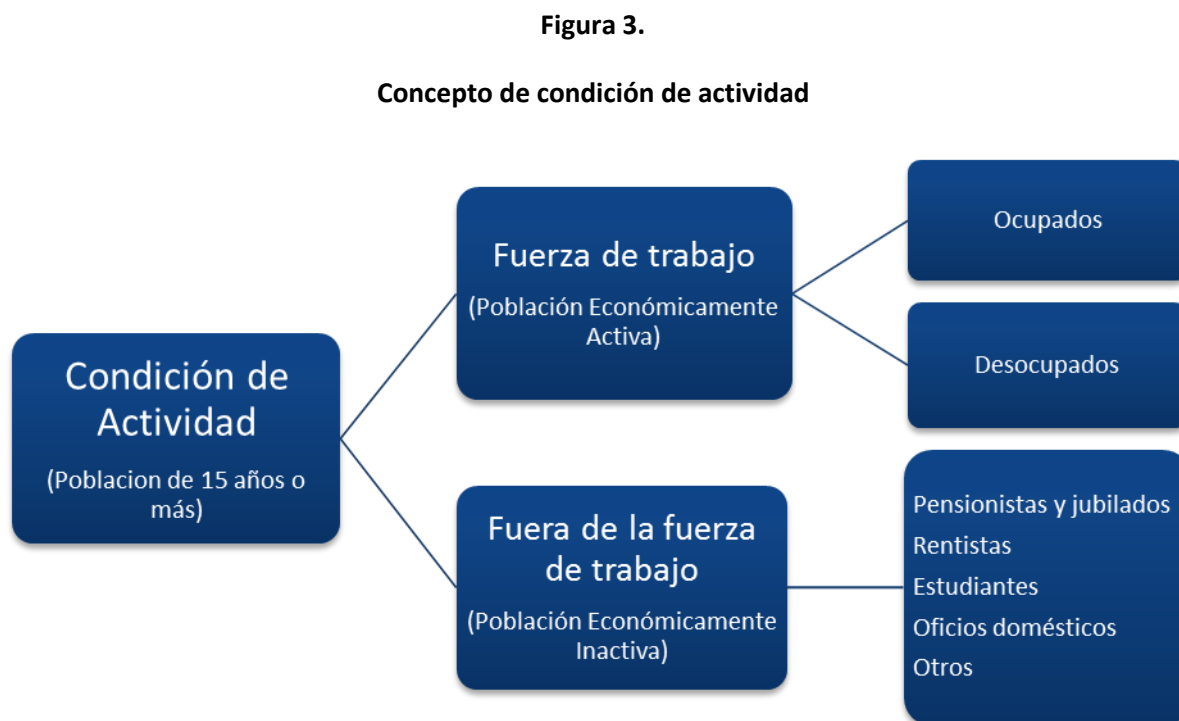 Figura 3.
Concepto de condición de actividad
Condición de
Actividad
(Poblacion de 15 años o
más)
Fuerza de trabajo
(Población Económicamente
Activa)
Ocupados
Desocupados
Fuera de la fuerza
de trabajo
(Población Económicamente
Inactiva)
Pensionistas y jubilados
Rentistas
Estudiantes
Oficios domésticos
Otros